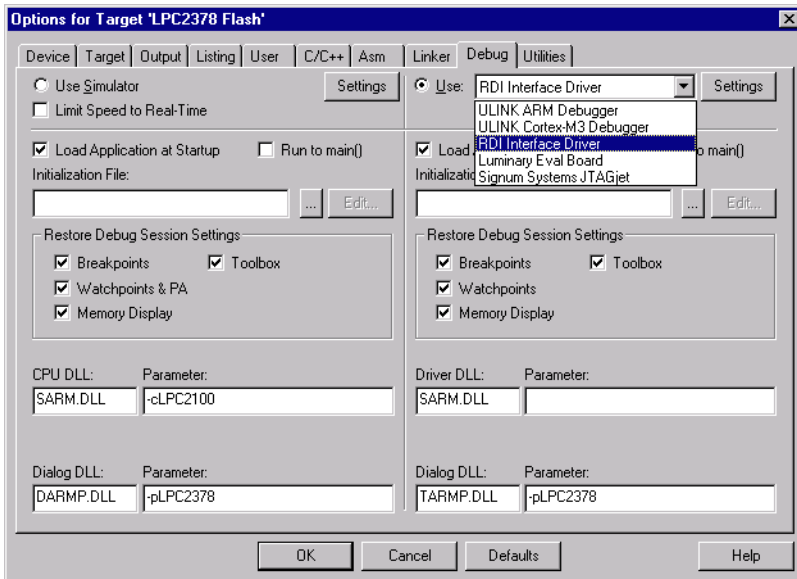 Options for Target 'LPC2378 Flash'
Device Target Output Listing User C/C++ Asm Linker Debug Utilities
Use Simulator Settings
Limit Speed to Real-Time
Use: RDI Interface Driver Settings
ULINK ARM Debugger
ULINK Cortex-M3 Debugger
RDI Interface Driver
Luminary Eval Board
Signum Systems JTAGjet
Load Application at Startup Run to main()
Initialization File:
... Edit...
Restore Debug Session Settings
Breakpoints Toolbox
Watchpoints & PA
Memory Display
CPU DLL: Parameter:
SARM.DLL -cLPC2100
Dialog DLL: Parameter:
DARMP.DLL -pLPC2378
Load main()
... Edit...
Restore Debug Session Settings
Breakpoints Toolbox
Watchpoints
Memory Display
Driver DLL: Parameter:
SARM.DLL
Dialog DLL: Parameter:
TARMP.DLL -pLPC2378
OK Cancel Defaults Help